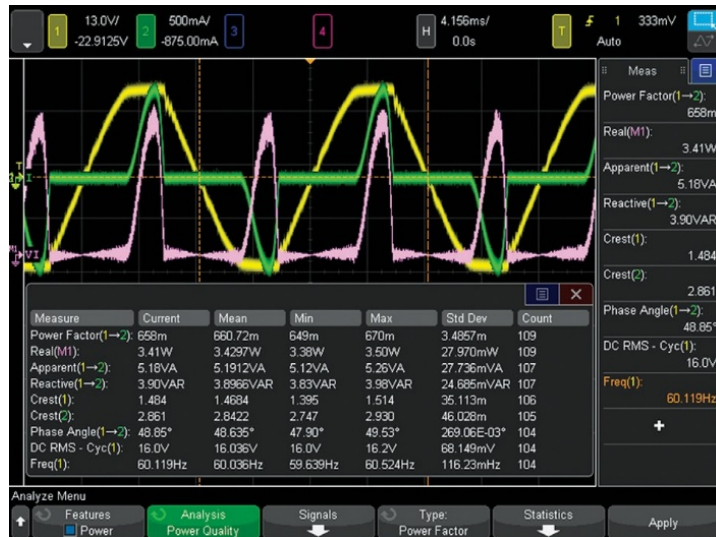 1 13.0V/ 2 500mA/ 3 4 H 4.156ms/ T 1 333mV
-22.9125V -875.00mA 0.0s Auto
Meas
Power Factor(1→2):
658m
Real(M1):
3.41W
Apparent(1→2):
5.18VA
Reactive(1→2):
3.90VAR
Crest(1):
1.484
Crest(2):
2.861
Phase Angle(1→2):
48.85°
DC RMS - Cyc(1):
16.0V
Freq(1):
60.119Hz
Measure Current Mean Min Max Std Dev Count
Power Factor(1→2): 658m 660.72m 649m 670m 3.4857m 109
Real(M1): 3.41W 3.4297W 3.38W 3.50W 27.970mW 109
Apparent(1→2): 5.18VA 5.1912VA 5.12VA 5.26VA 27.736mVA 107
Reactive(1→2): 3.90VAR 3.8966VAR 3.83VAR 3.98VAR 24.685mVAR 107
Crest(1): 1.484 1.4684 1.395 1.514 35.113m 106
Crest(2): 2.861 2.8422 2.747 2.930 46.028m 105
Phase Angle(1→2): 48.85° 48.635° 47.90° 49.53° 269.06E-03° 104
DC RMS - Cyc(1): 16.0V 16.036V 16.0V 16.2V 68.149mV 104
Freq(1): 60.119Hz 60.036Hz 59.639Hz 60.524Hz 116.23mHz 104
Analyze Menu
Features Analysis Signals Type: Statistics Apply
Power Power Quality Power Factor